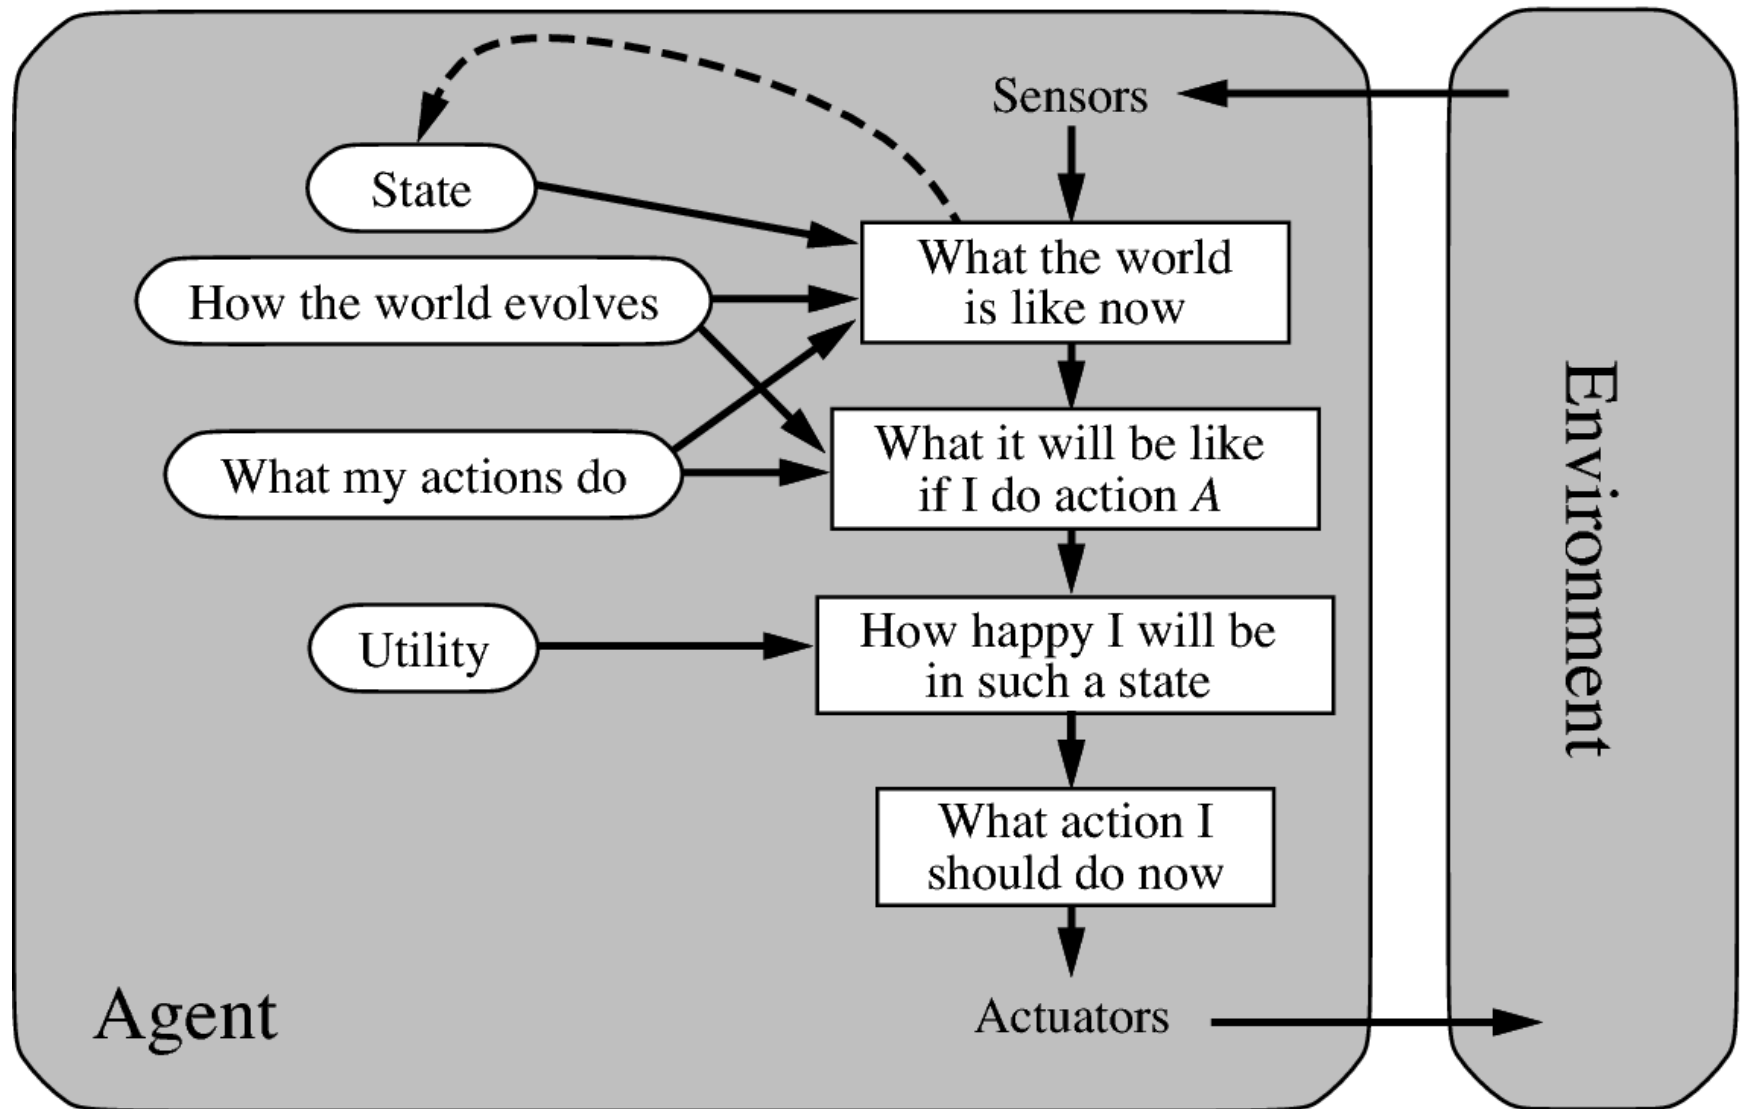 Sensors
State
What the world
is like now
How the world evolves
What my actions do
What it will be like
if I do action A
Utility
How happy I will be
in such a state
What action I
should do now
Agent
Actuators
Environment